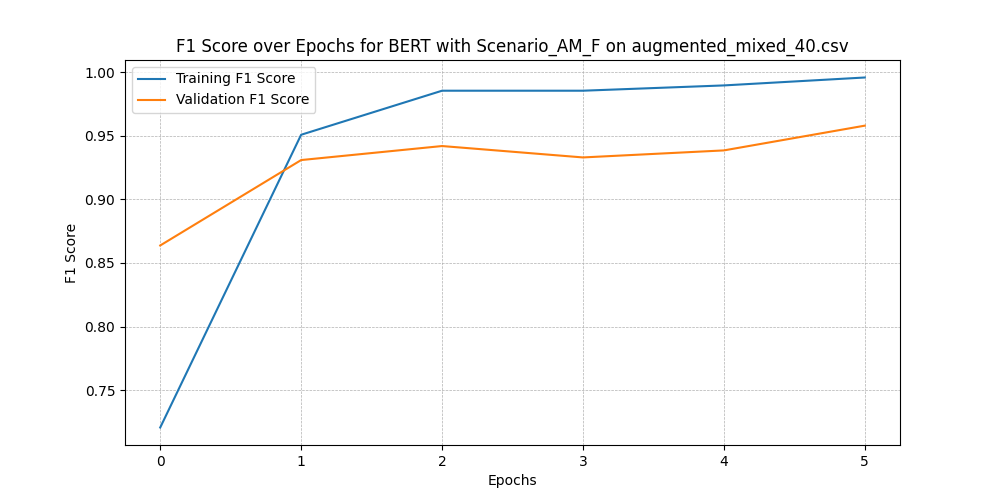 F1 Score over Epochs for BERT with Scenario_AM_F on augmented_mixed_40.csv
Training F1 Score
Validation F1 Score
1.00
0.95
0.90
0.85
0.80
0.75
F1 Score
0 1 2 3 4 5
Epochs